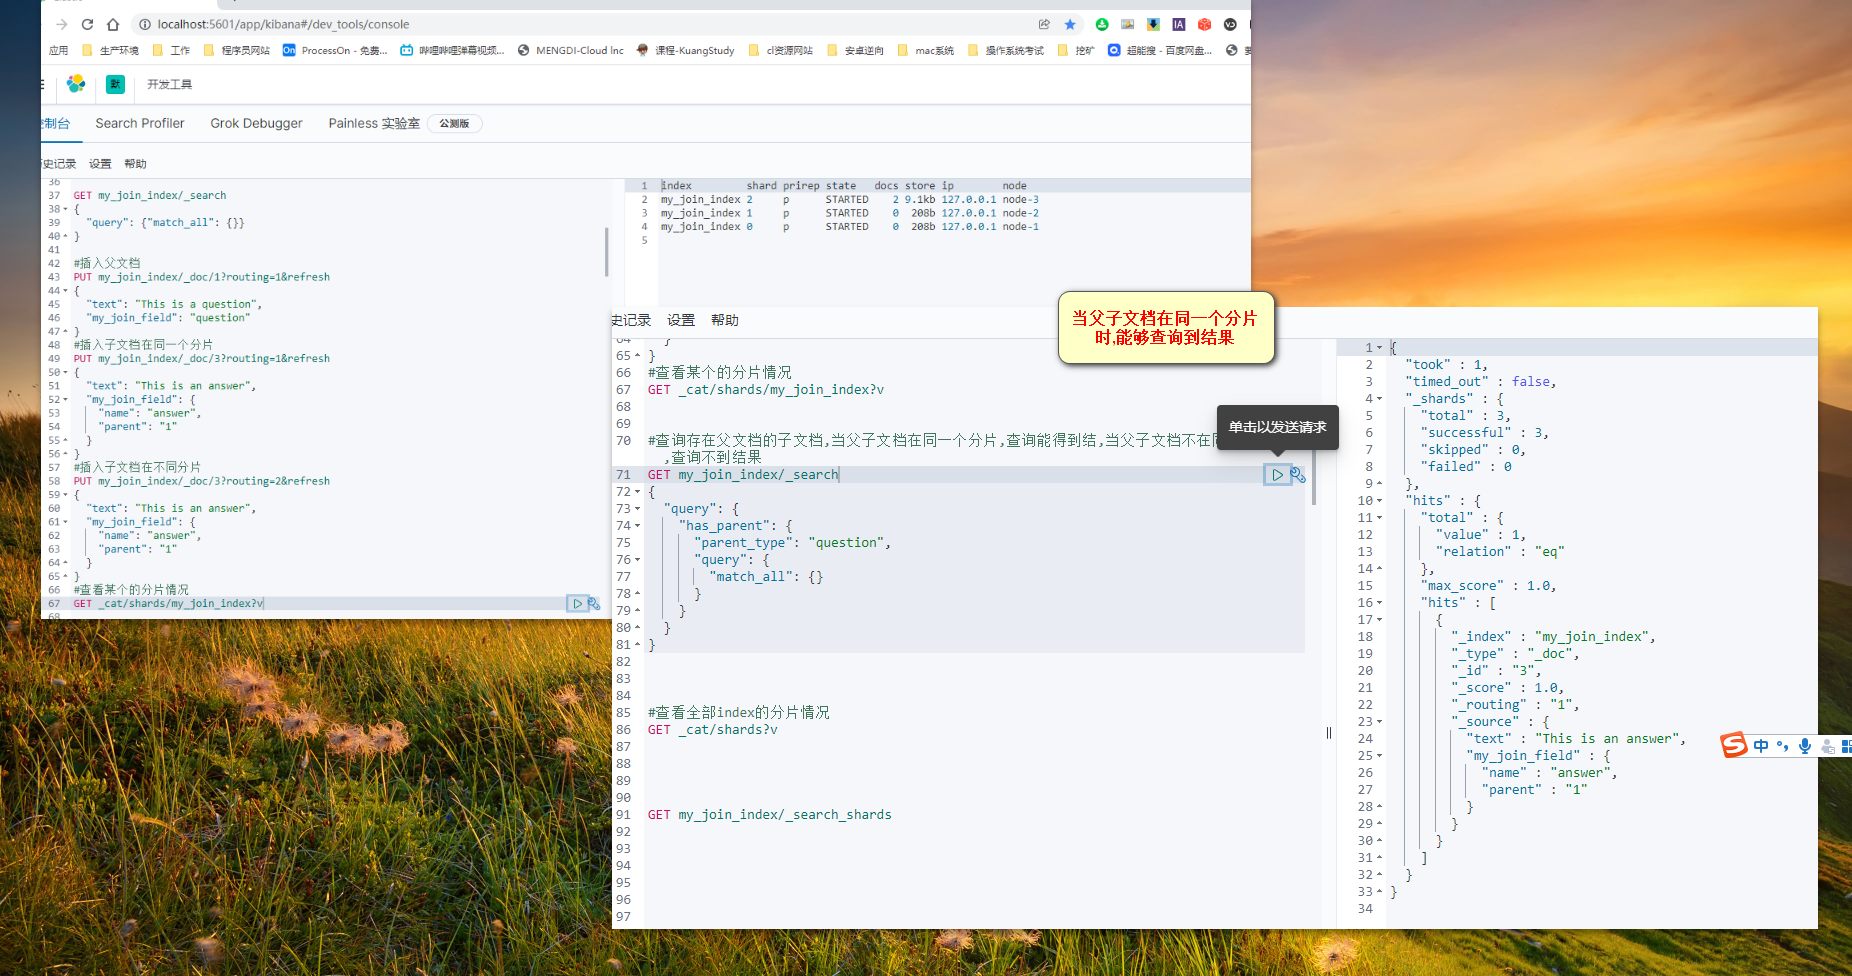 localhost:5601/app/kibana#/dev_tools/console
应用 生产环境 工作 程序员网站 ProcessOn - 免费... 哔哩哔哩弹幕视频... MENGDI-Cloud Inc 课程-KuangStudy cl资源网站 安卓逆向 mac系统 操作系统考试 挖矿 超能搜 - 百度网盘...
默 开发工具
控制台 Search Profiler Grok Debugger Painless 实验室 公测版
历史记录 设置 帮助
36
37 GET my_join_index/_search
38 {
39 "query": {"match_all": {}}
40 }
41
42 #插入父文档
43 PUT my_join_index/_doc/1?routing=1&refresh
44 {
45 "text": "This is a question",
46 "my_join_field": "question"
47 }
48 #插入子文档在同一个分片
49 PUT my_join_index/_doc/3?routing=1&refresh
50 {
51 "text": "This is an answer",
52 "my_join_field": {
53 "name": "answer",
54 "parent": "1"
55 }
56 }
57 #插入子文档在不同分片
58 PUT my_join_index/_doc/3?routing=2&refresh
59 {
60 "text": "This is an answer",
61 "my_join_field": {
62 "name": "answer",
63 "parent": "1"
64 }
65 }
66 #查看某个的分片情况
67 GET _cat/shards/my_join_index?v
68
1 index shard prirep state docs store ip node
2 my_join_index 2 p STARTED 2 9.1kb 127.0.0.1 node-3
3 my_join_index 1 p STARTED 0 208b 127.0.0.1 node-2
4 my_join_index 0 p STARTED 0 208b 127.0.0.1 node-1
5
当父子文档在同一个分片
时,能够查询到结果
史记录 设置 帮助
64 }
65 }
66 #查看某个的分片情况
67 GET _cat/shards/my_join_index?v
68
69
单击以发送请求
70 #查询存在父文档的子文档,当父子文档在同一个分片,查询能得到结,当父子文档不在同
,查询不到结果
71 GET my_join_index/_search
72 {
73 "query": {
74 "has_parent": {
75 "parent_type": "question",
76 "query": {
77 "match_all": {}
78 }
79 }
80 }
81 }
82
83
84
85 #查看全部index的分片情况
86 GET _cat/shards?v
87
88
89
90
91 GET my_join_index/_search_shards
92
93
94
95
96
97
1 {
2 "took" : 1,
3 "timed_out" : false,
4 "_shards" : {
5 "total" : 3,
6 "successful" : 3,
7 "skipped" : 0,
8 "failed" : 0
9 },
10 "hits" : {
11 "total" : {
12 "value" : 1,
13 "relation" : "eq"
14 },
15 "max_score" : 1.0,
16 "hits" : [
17 {
18 "_index" : "my_join_index",
19 "_type" : "_doc",
20 "_id" : "3",
21 "_score" : 1.0,
22 "_routing" : "1",
23 "_source" : {
24 "text" : "This is an answer",
25 "my_join_field" : {
26 "name" : "answer",
27 "parent" : "1"
28 }
29 }
30 }
31 ]
32 }
33 }
34
中